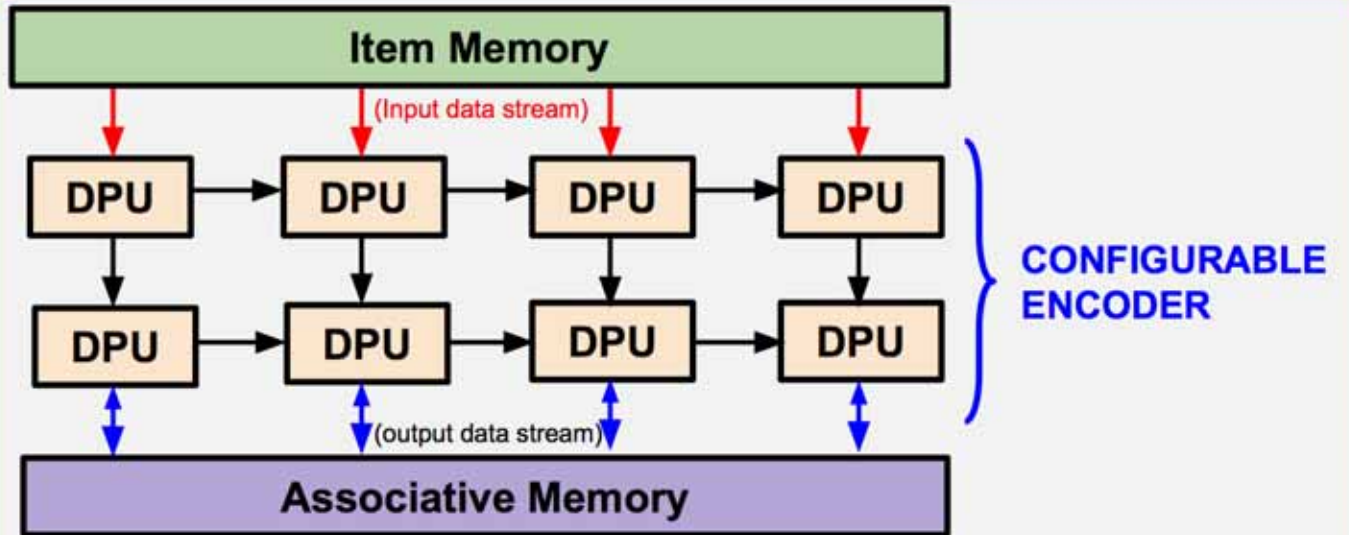 Item Memory
(Input data stream)
DPU DPU DPU DPU
CONFIGURABLE
ENCODER
DPU DPU DPU DPU
(output data stream)
Associative Memory